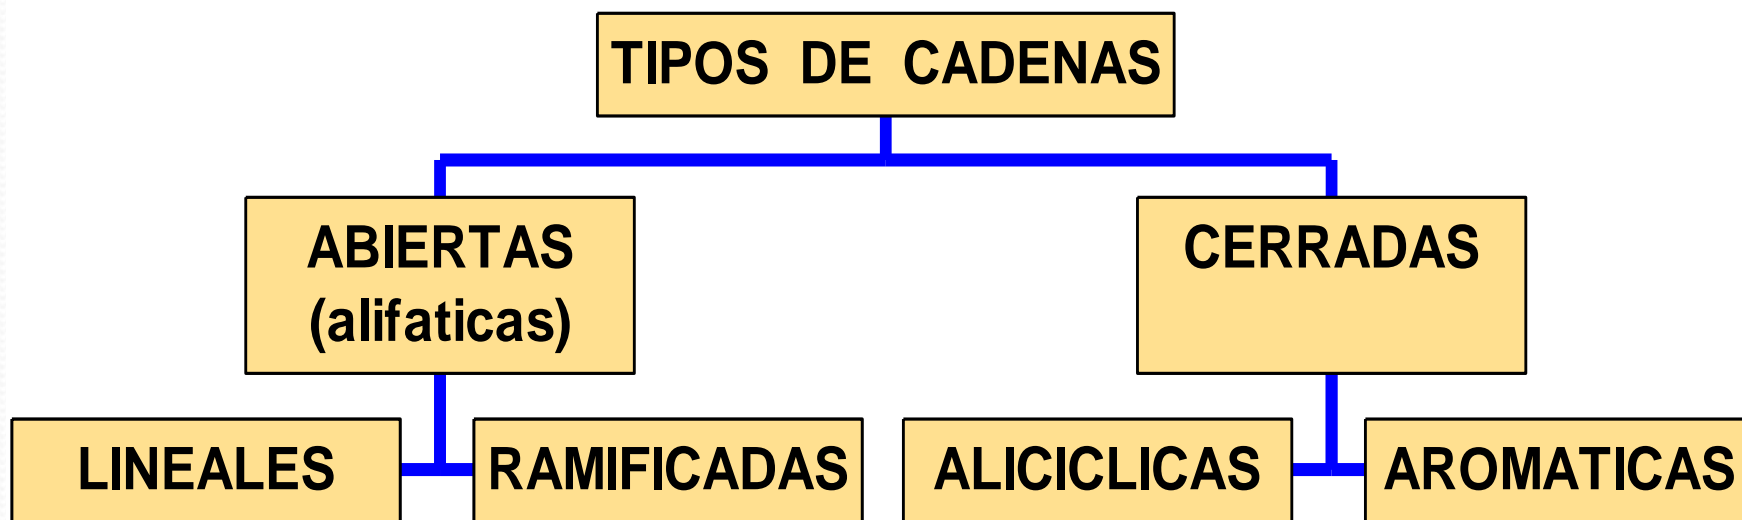 TIPOS DE CADENAS
ABIERTAS
(alifaticas)
CERRADAS
LINEALES
RAMIFICADAS
ALICICLICAS
AROMATICAS